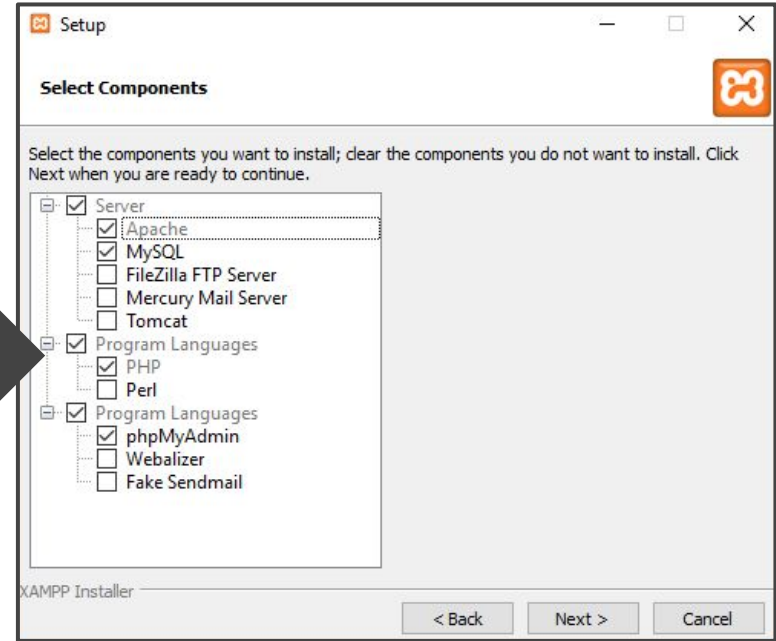 Setup
Select Components
Select the components you want to install; clear the components you do not want to install. Click
Next when you are ready to continue.
Server
Apache
MySQL
FileZilla FTP Server
Mercury Mail Server
Tomcat
Program Languages
PHP
Perl
Program Languages
phpMyAdmin
Webalizer
Fake Sendmail
XAMPP Installer
< Back Next > Cancel